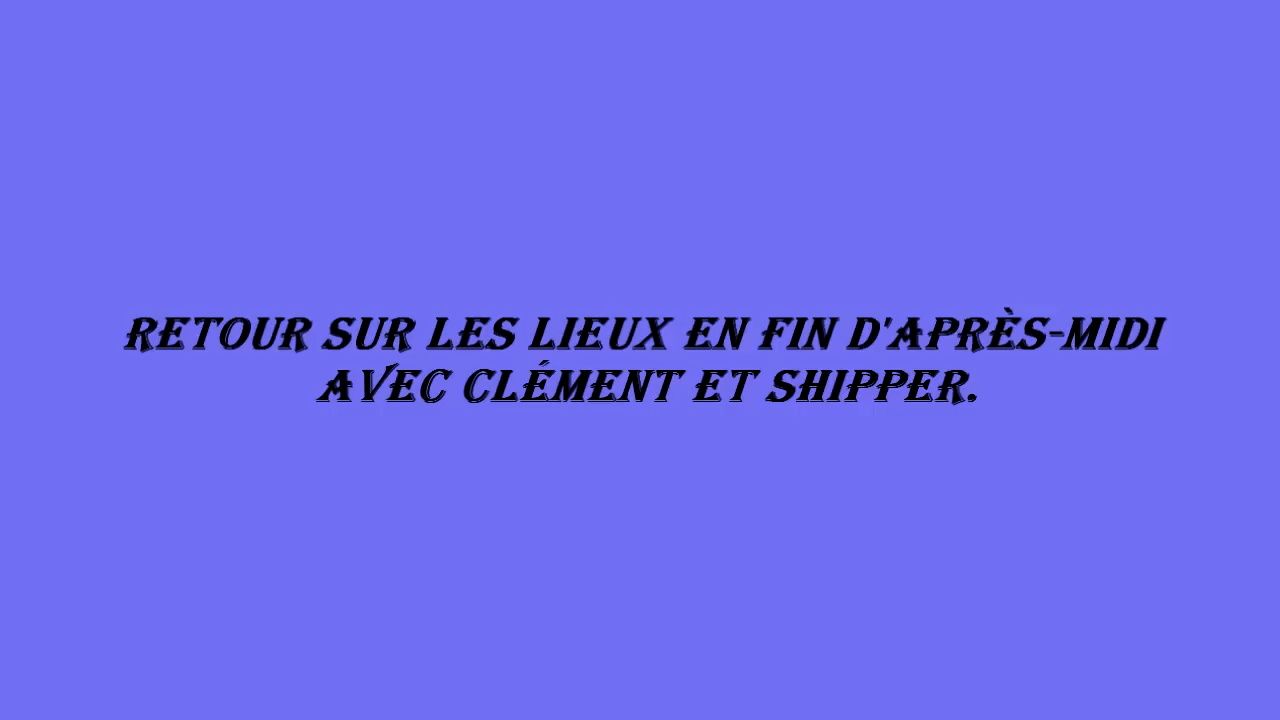 RETOUR SUR LES LIEUX EN FIN D'APRÈS-MIDI
AVEC CLÉMENT ET SHIPPER.